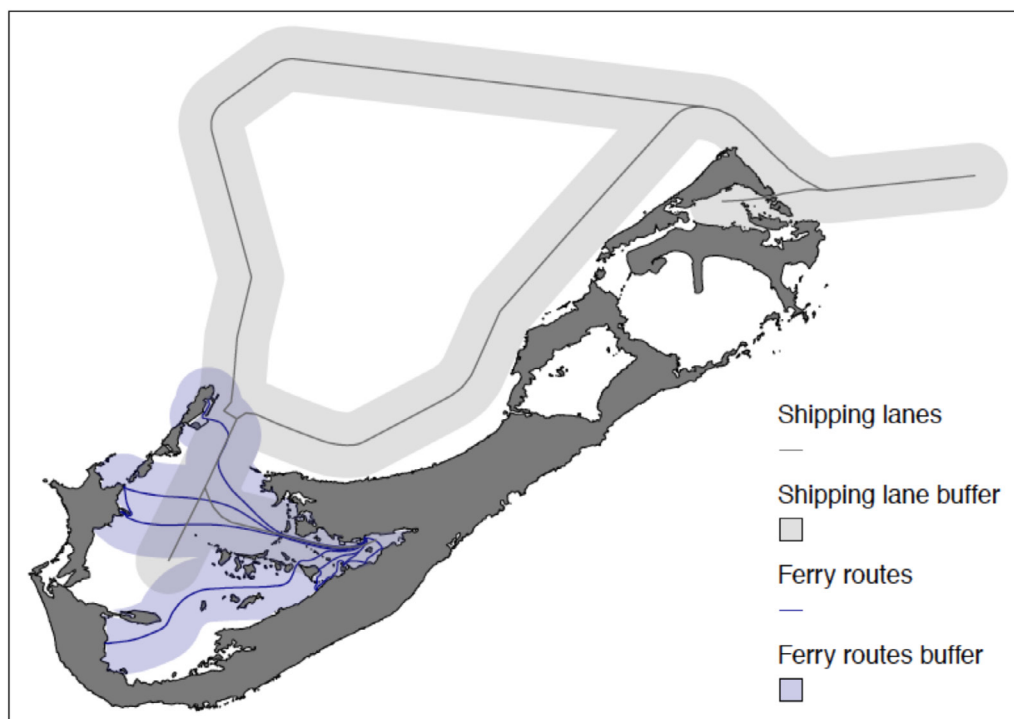 Shipping lanes
Shipping lane buffer
Ferry routes
Ferry routes buffer